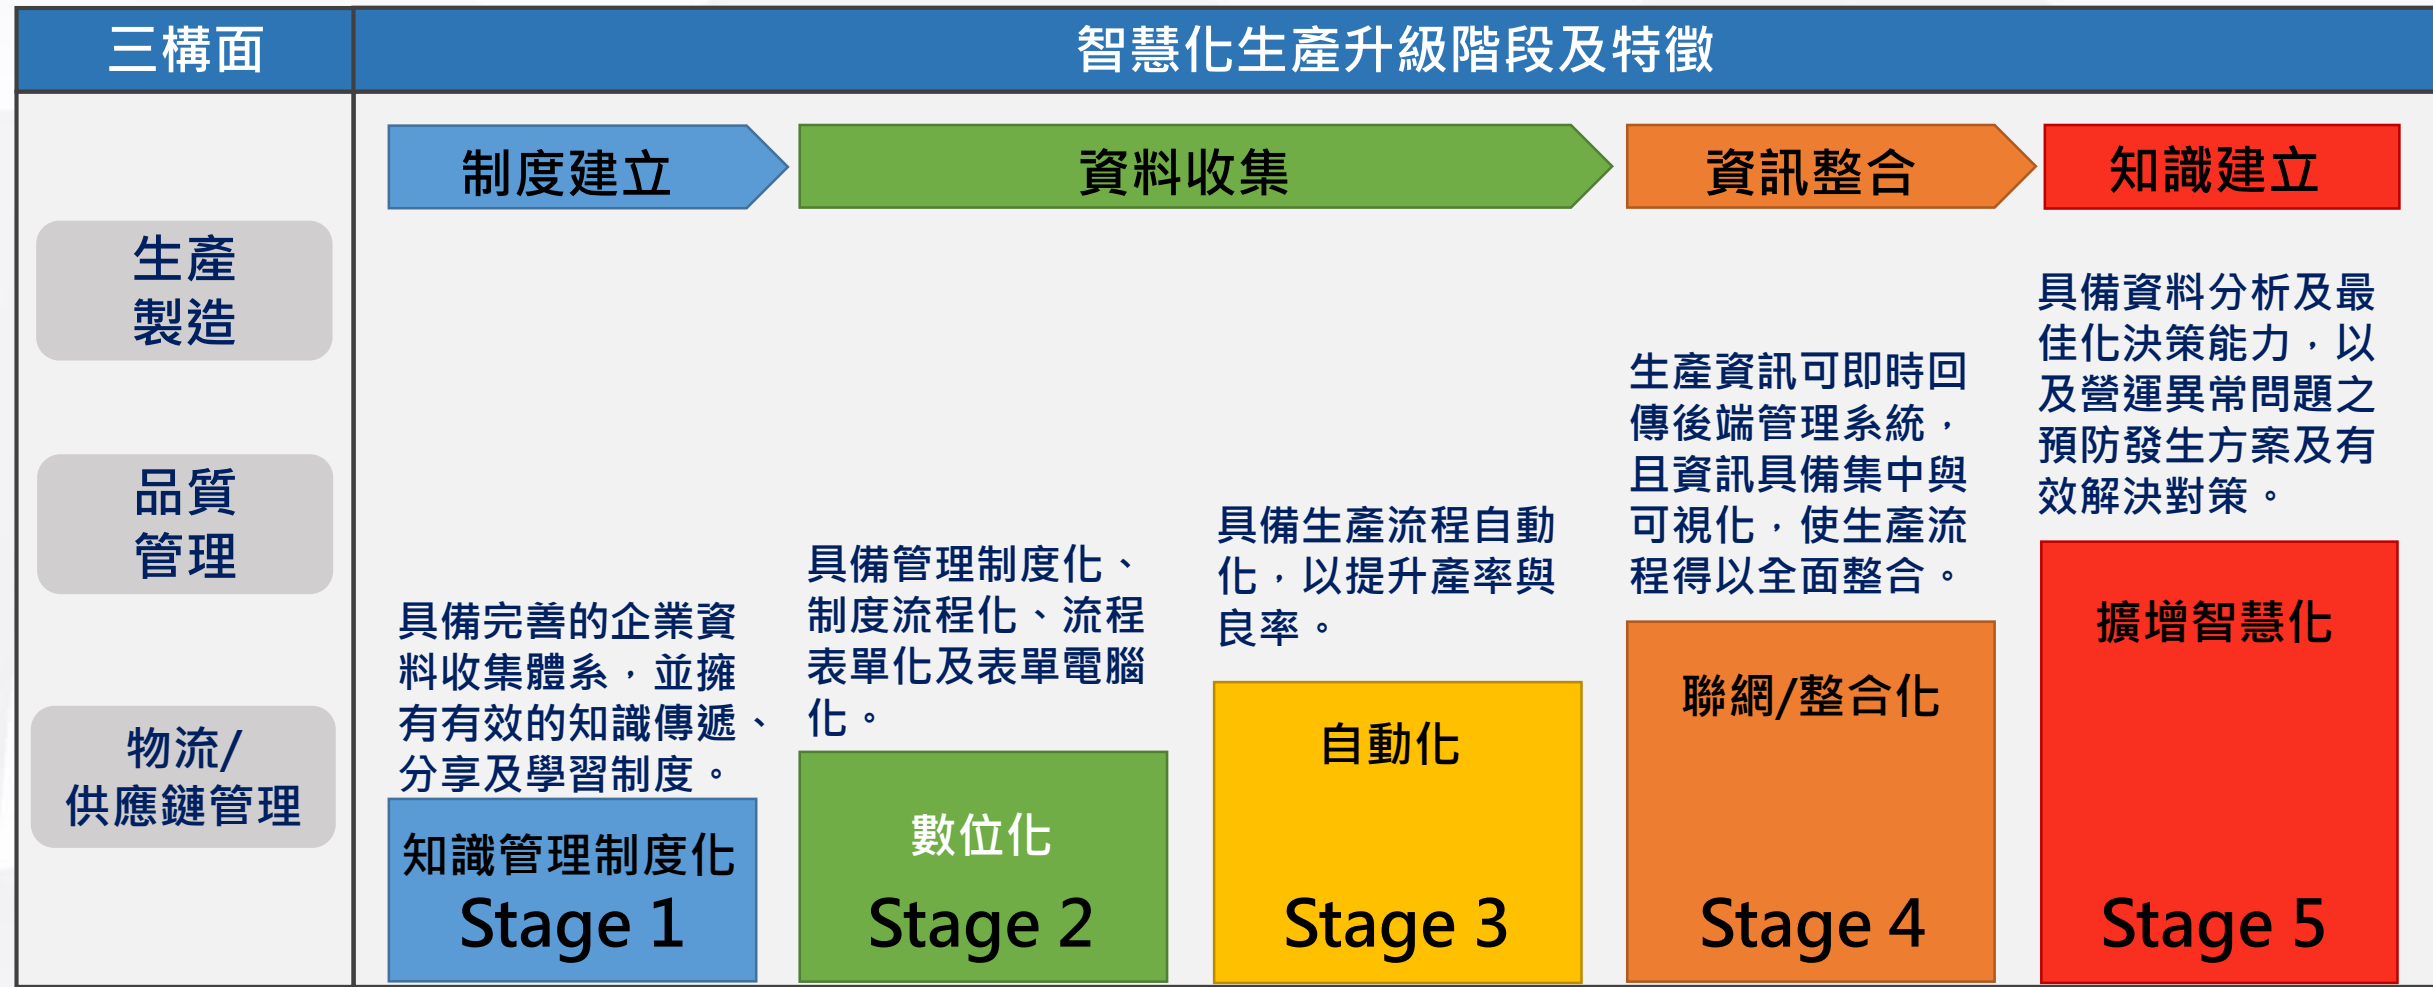 三構面
智慧化生產升級階段及特徵
生產
製造
品質
管理
物流/
供應鏈管理
制度建立
資料收集
資訊整合
知識建立
具備完善的企業資
料收集體系，並擁
有有效的知識傳遞、
分享及學習制度。
知識管理制度化
Stage 1
具備管理制度化、
制度流程化、流程
表單化及表單電腦
化。
數位化
Stage 2
具備生產流程自動
化，以提升產率與
良率。
自動化
Stage 3
生產資訊可即時回
傳後端管理系統，
且資訊具備集中與
可視化，使生產流
程得以全面整合。
聯網/整合化
Stage 4
具備資料分析及最
佳化決策能力，以
及營運異常問題之
預防發生方案及有
效解決對策。
擴增智慧化
Stage 5